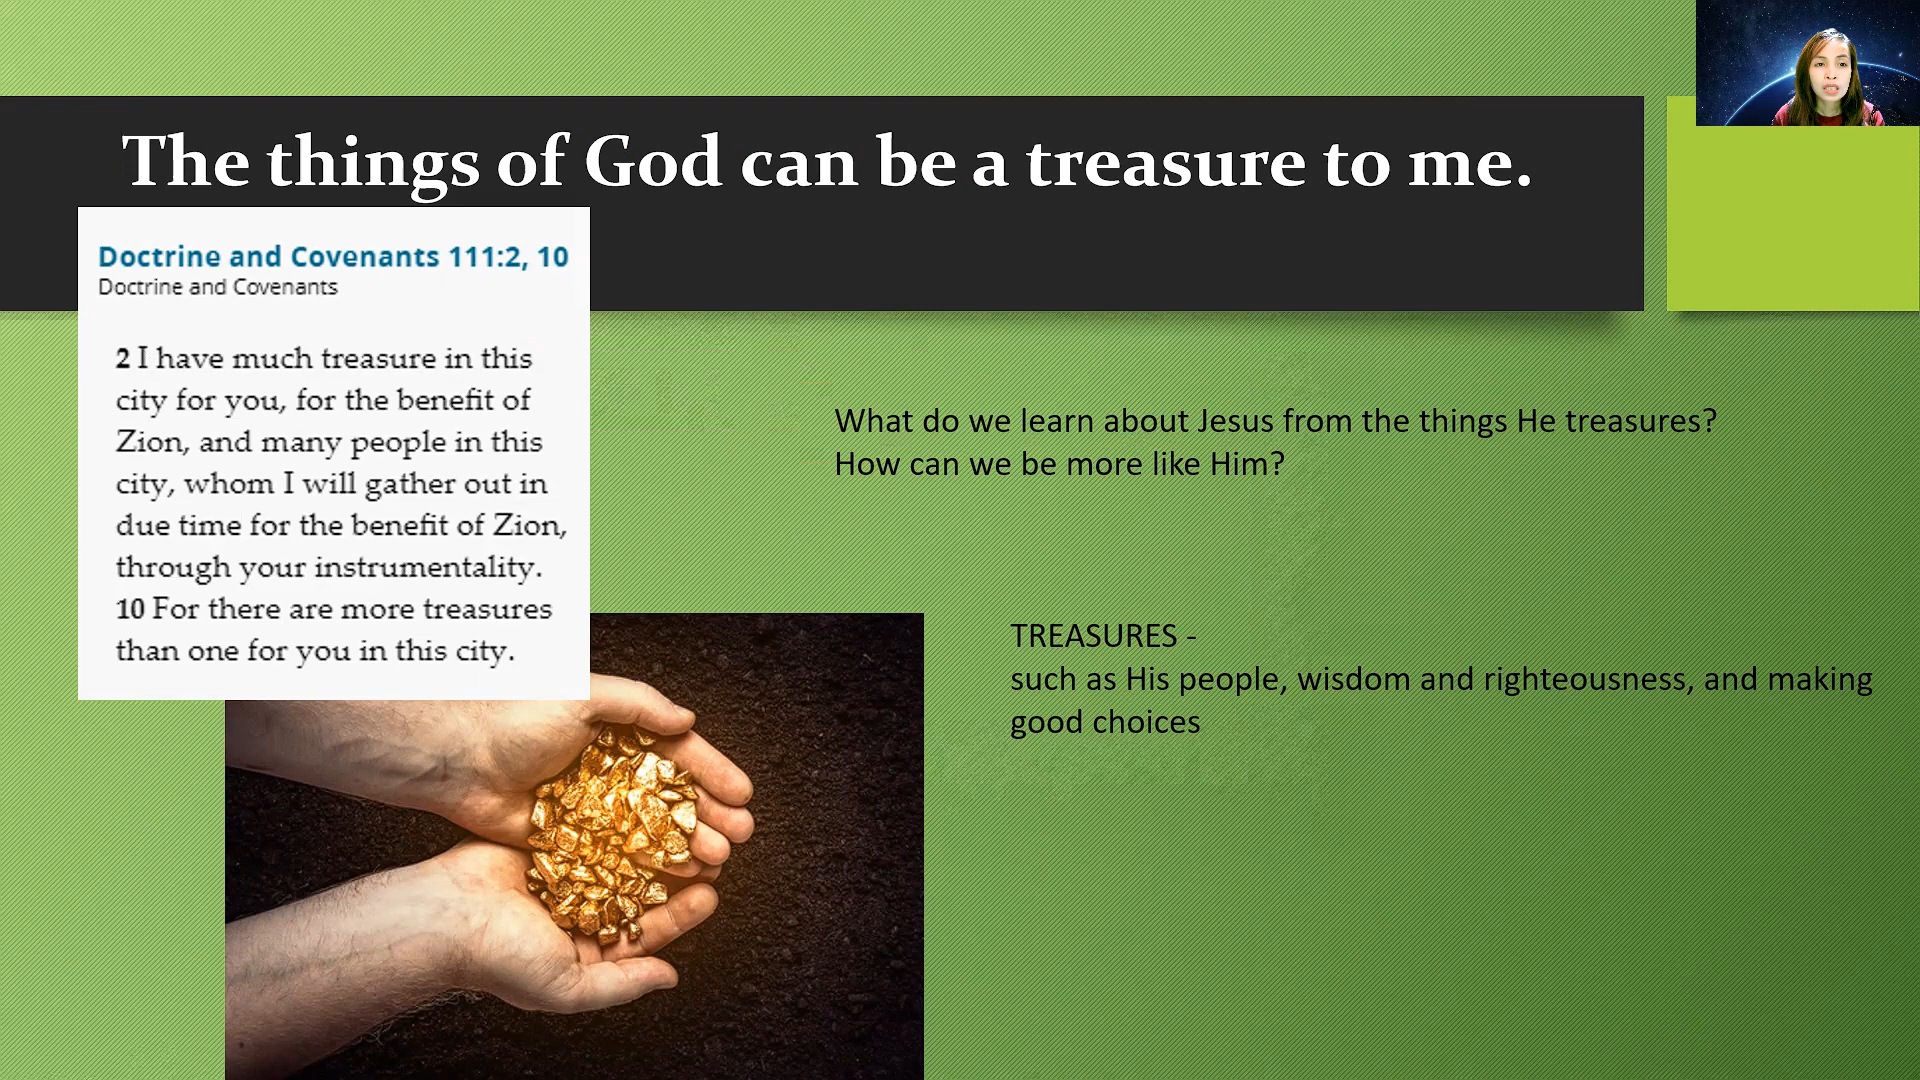 The things of God can be a treasure to me.
Doctrine and Covenants 111:2, 10
Doctrine and Covenants
2 I have much treasure in this
city for you, for the benefit of
Zion, and many people in this
city, whom I will gather out in
due time for the benefit of Zion,
through your instrumentality.
10 For there are more treasures
than one for you in this city.
What do we learn about Jesus from the things He treasures?
How can we be more like Him?
TREASURES -
such as His people, wisdom and righteousness, and making
good choices